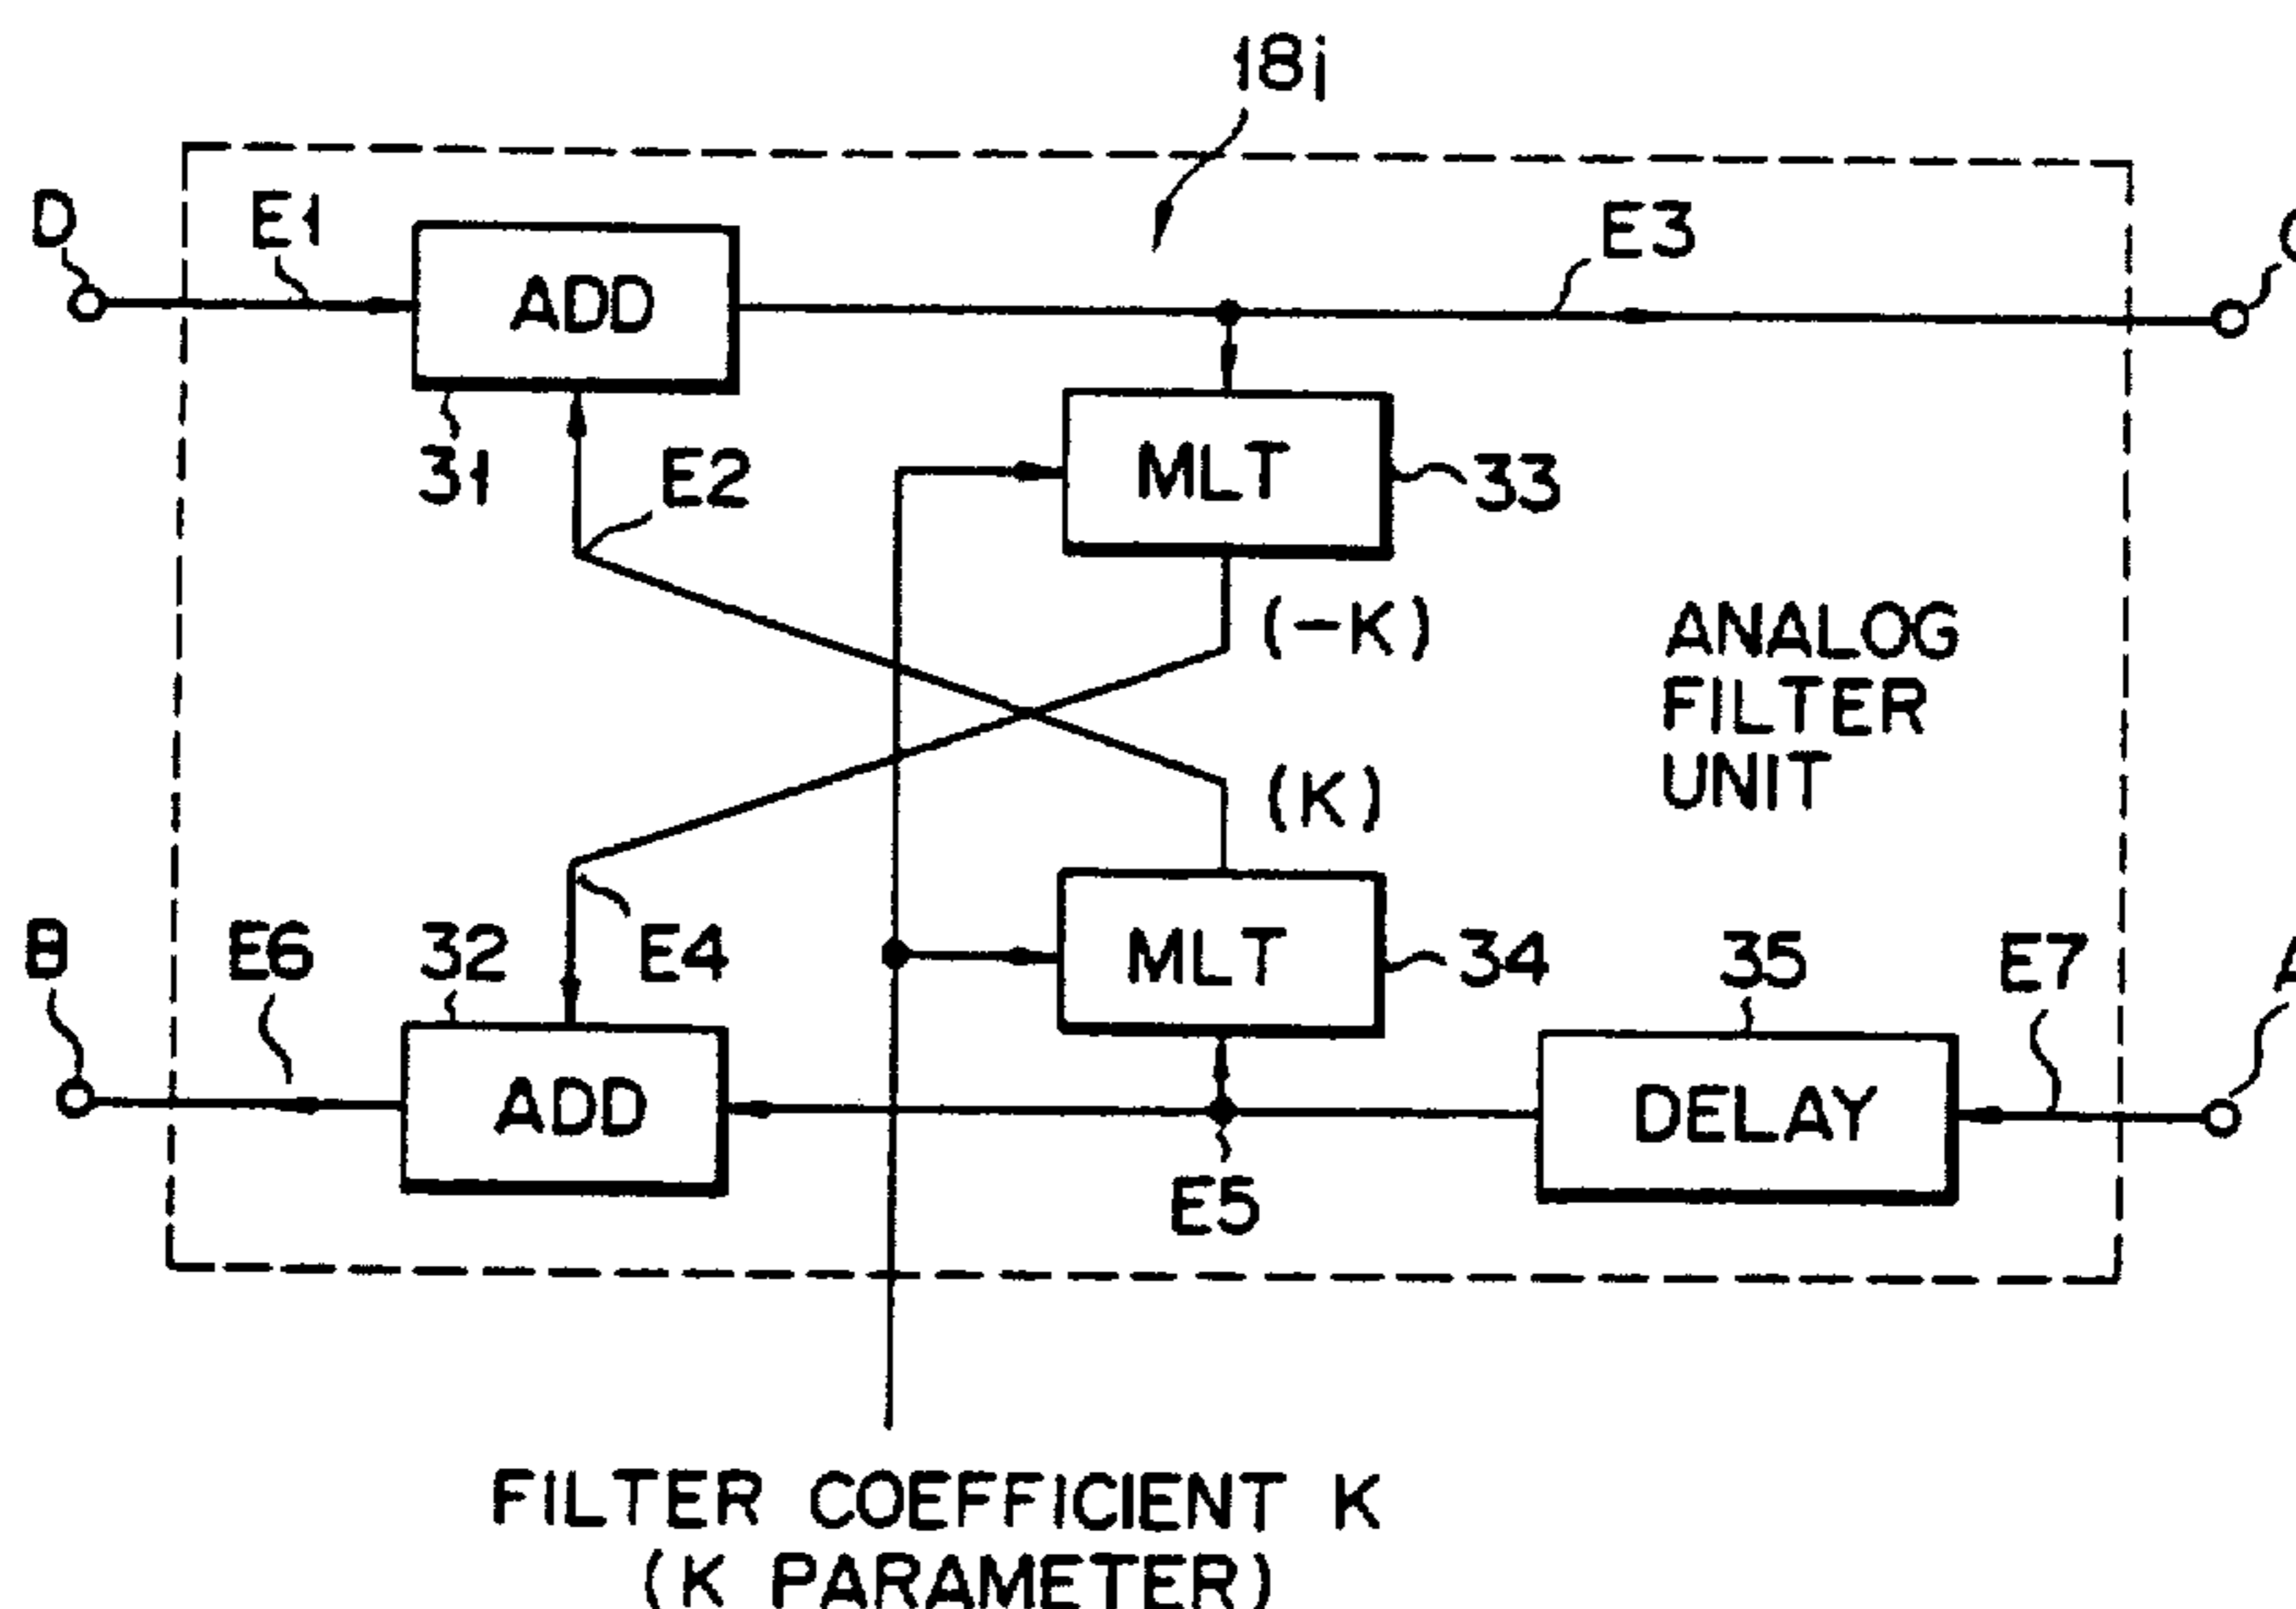 18i
D
E1
ADD
E3
31
E2
MLT
33
(-K)
ANALOG
FILTER
UNIT
(K)
B
E6
32
E4
MLT
34
35
E7
ADD
DELAY
E5
FILTER COEFFICIENT K
(K PARAMETER)